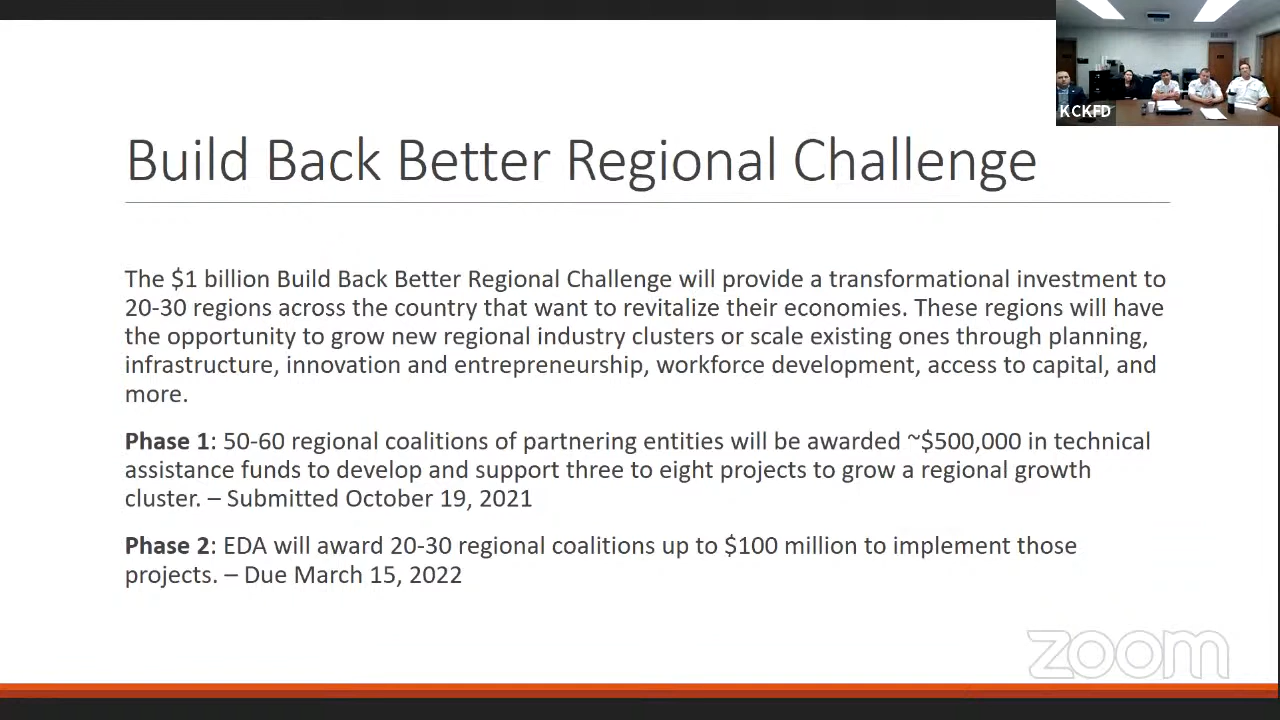 KCKFD
Build Back Better Regional Challenge
The $1 billion Build Back Better Regional Challenge will provide a transformational investment to
20-30 regions across the country that want to revitalize their economies. These regions will have
the opportunity to grow new regional industry clusters or scale existing ones through planning,
infrastructure, innovation and entrepreneurship, workforce development, access to capital, and
more.
Phase 1: 50-60 regional coalitions of partnering entities will be awarded ~$500,000 in technical
assistance funds to develop and support three to eight projects to grow a regional growth
cluster. – Submitted October 19, 2021
Phase 2: EDA will award 20-30 regional coalitions up to $100 million to implement those
projects. – Due March 15, 2022
zoom